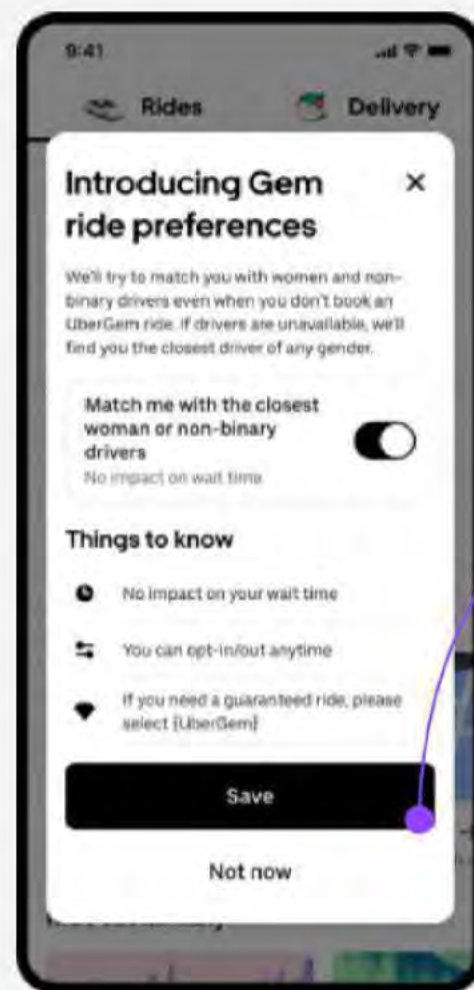 9:41
Rides Delivery
Introducing Gem
ride preferences
We'll try to match you with women and non-
binary drivers even when you don't book an
UberGem ride. If drivers are unavailable, we'll
find you the closest driver of any gender.
Match me with the closest
woman or non-binary
drivers
No impact on wait time
Things to know
No impact on your wait time
You can opt-in/out anytime
If you need a guaranteed ride, please
select {UberGem}
Save
Not now